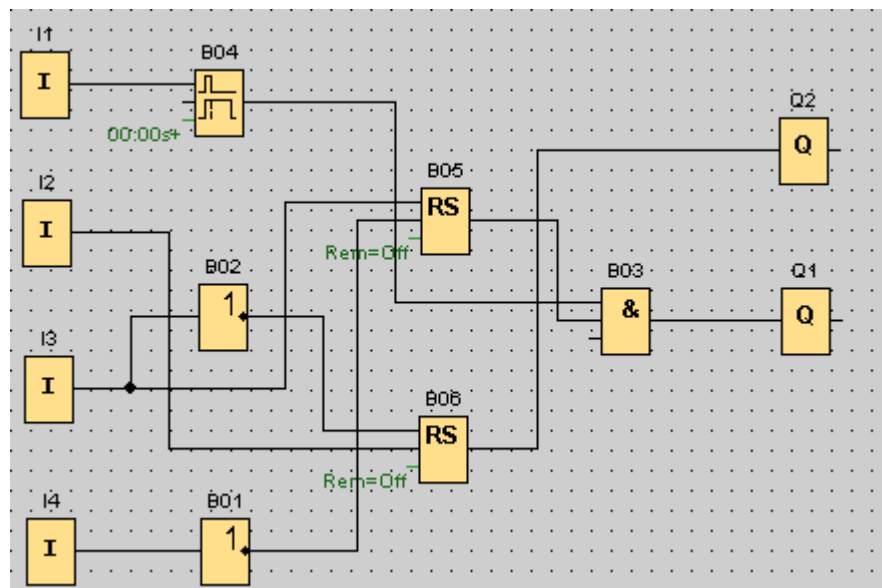 I1
I
B04
00:00s+
Q2
Q
I2
I
B05
RS
Rem=Off
B02
1
B03
&
Q1
Q
I3
I
B06
RS
Rem=Off
I4
I
B01
1